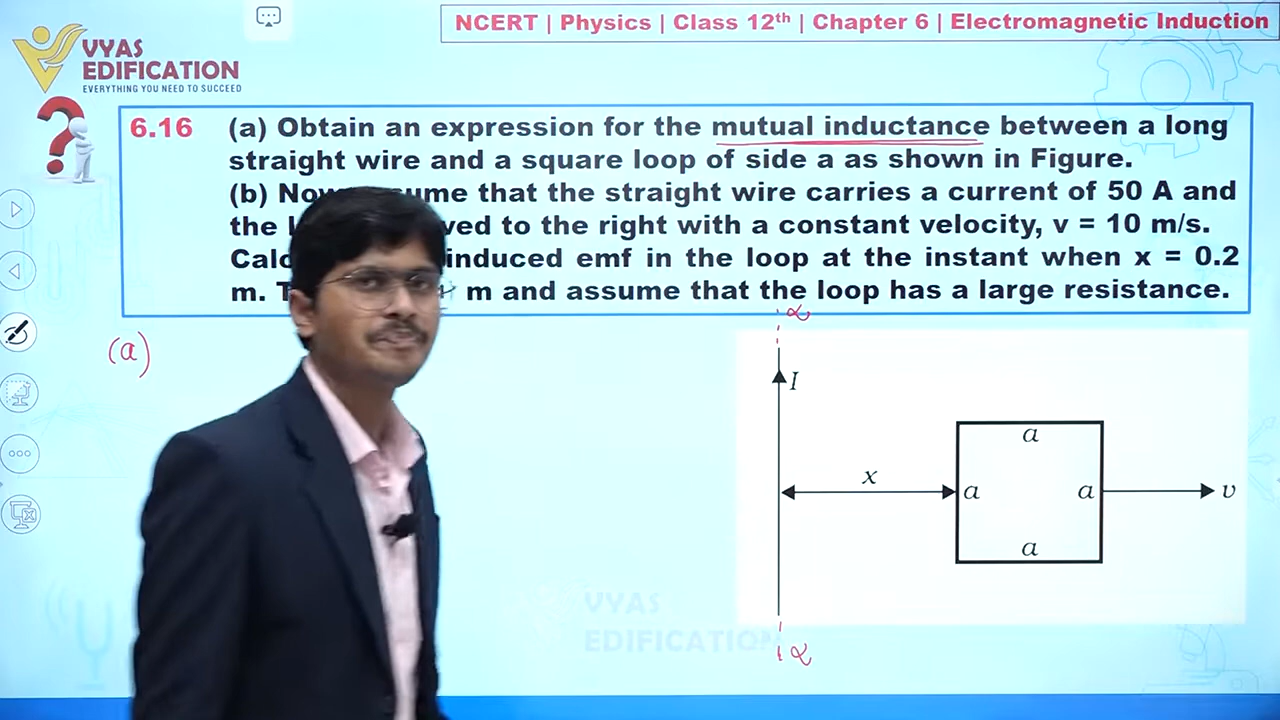 NCERT | Physics | Class 12th | Chapter 6 | Electromagnetic Induction
VYAS
EDIFICATION
EVERYTHING YOU NEED TO SUCCEED
6.16 (a) Obtain an expression for the mutual inductance between a long
straight wire and a square loop of side a as shown in Figure.
(b) that the straight wire carries a current of 50 A and
the to the right with a constant velocity, v = 10 m/s.
induced emf in the loop at the instant when x = 0.2
m. m and assume that the loop has a large resistance.
(a)
I
a
x
a
a
v
a
VYAS
EDIFICATION